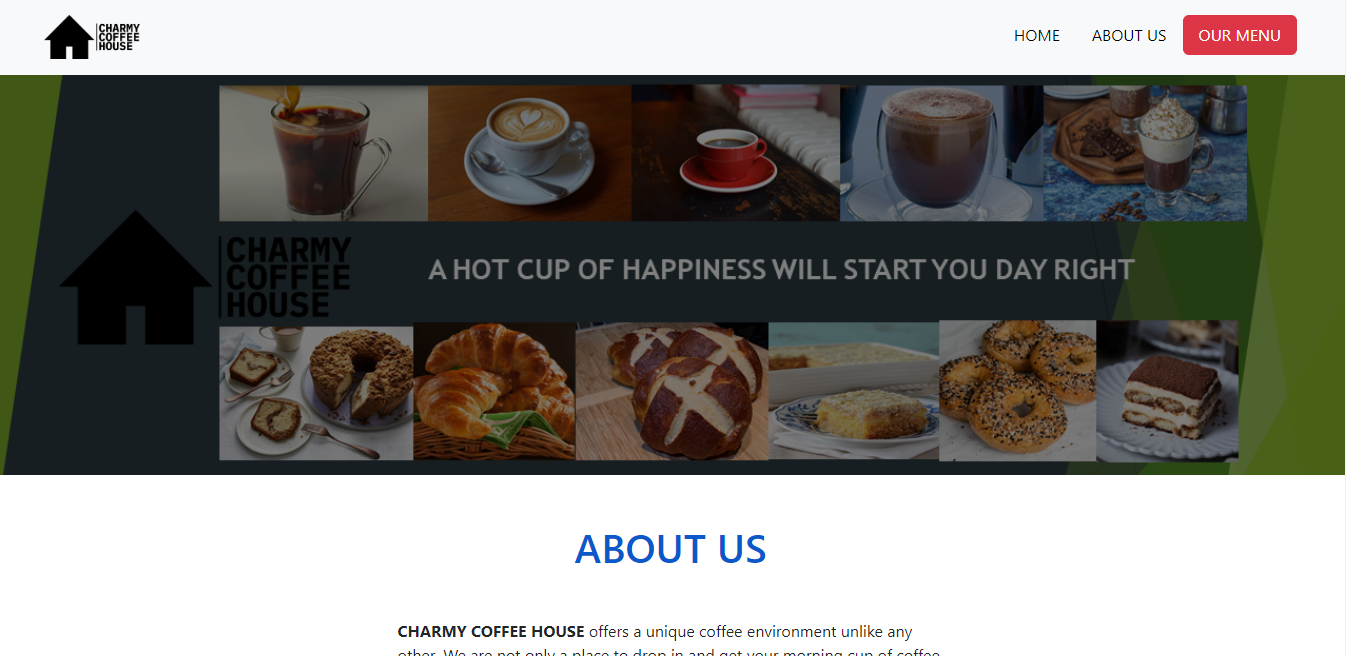 CHARMY
COFFEE
HOUSE
HOME
ABOUT US
OUR MENU
CHARMY
COFFEE
HOUSE
A HOT CUP OF HAPPINESS WILL START YOU DAY RIGHT
ABOUT US
CHARMY COFFEE HOUSE offers a unique coffee environment unlike any
other. We are not only a place to drop in and get your morning cup of coffee